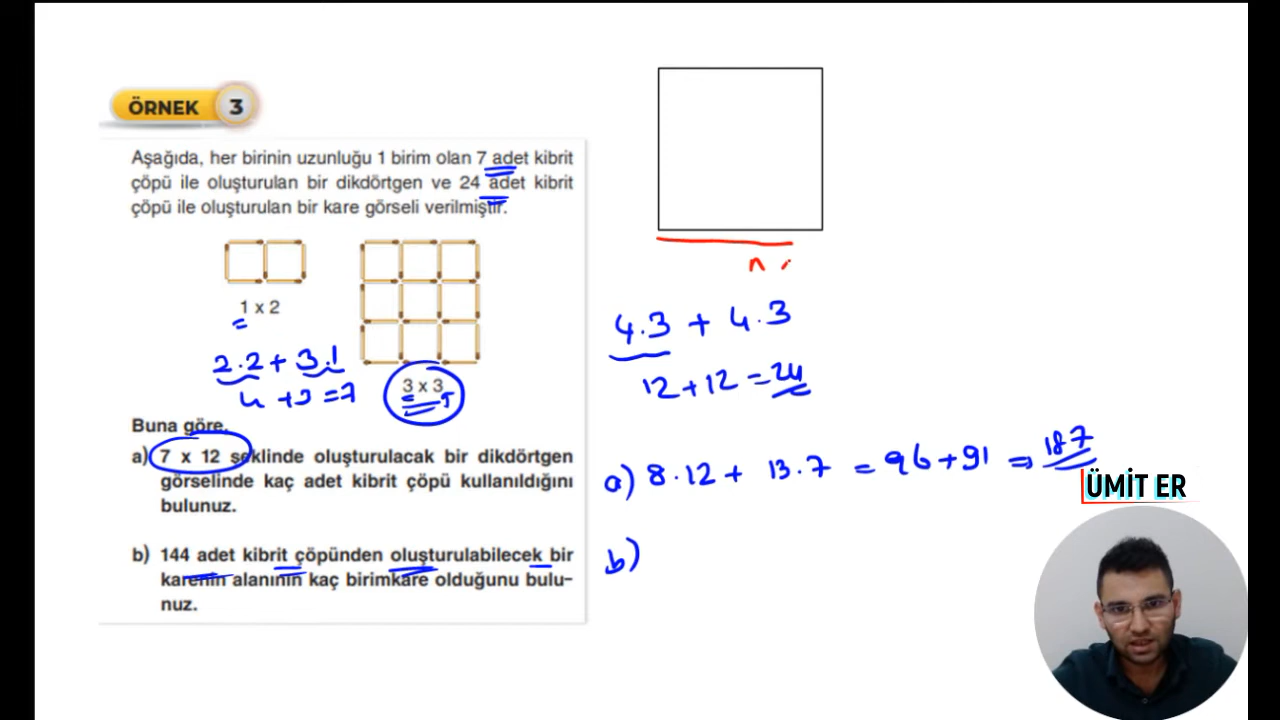 ÖRNEK 3
Aşağıda, her birinin uzunluğu 1 birim olan 7 adet kibrit
çöpü ile oluşturulan bir dikdörtgen ve 24 adet kibrit
çöpü ile oluşturulan bir kare görseli verilmiştir.
1 x 2
2.2 + 3.1
4 + 3 = 7
3 x 3
Buna göre,
a) 7 x 12 şeklinde oluşturulacak bir dikdörtgen
görselinde kaç adet kibrit çöpü kullanıldığını
bulunuz.
b) 144 adet kibrit çöpünden oluşturulabilecek bir
karenin alanının kaç birimkare olduğunu bulu-
nuz.
n
4.3 + 4.3
12 + 12 = 24
a) 8.12 + 13.7 = 96 + 91 = 187
b)
ÜMİT ER